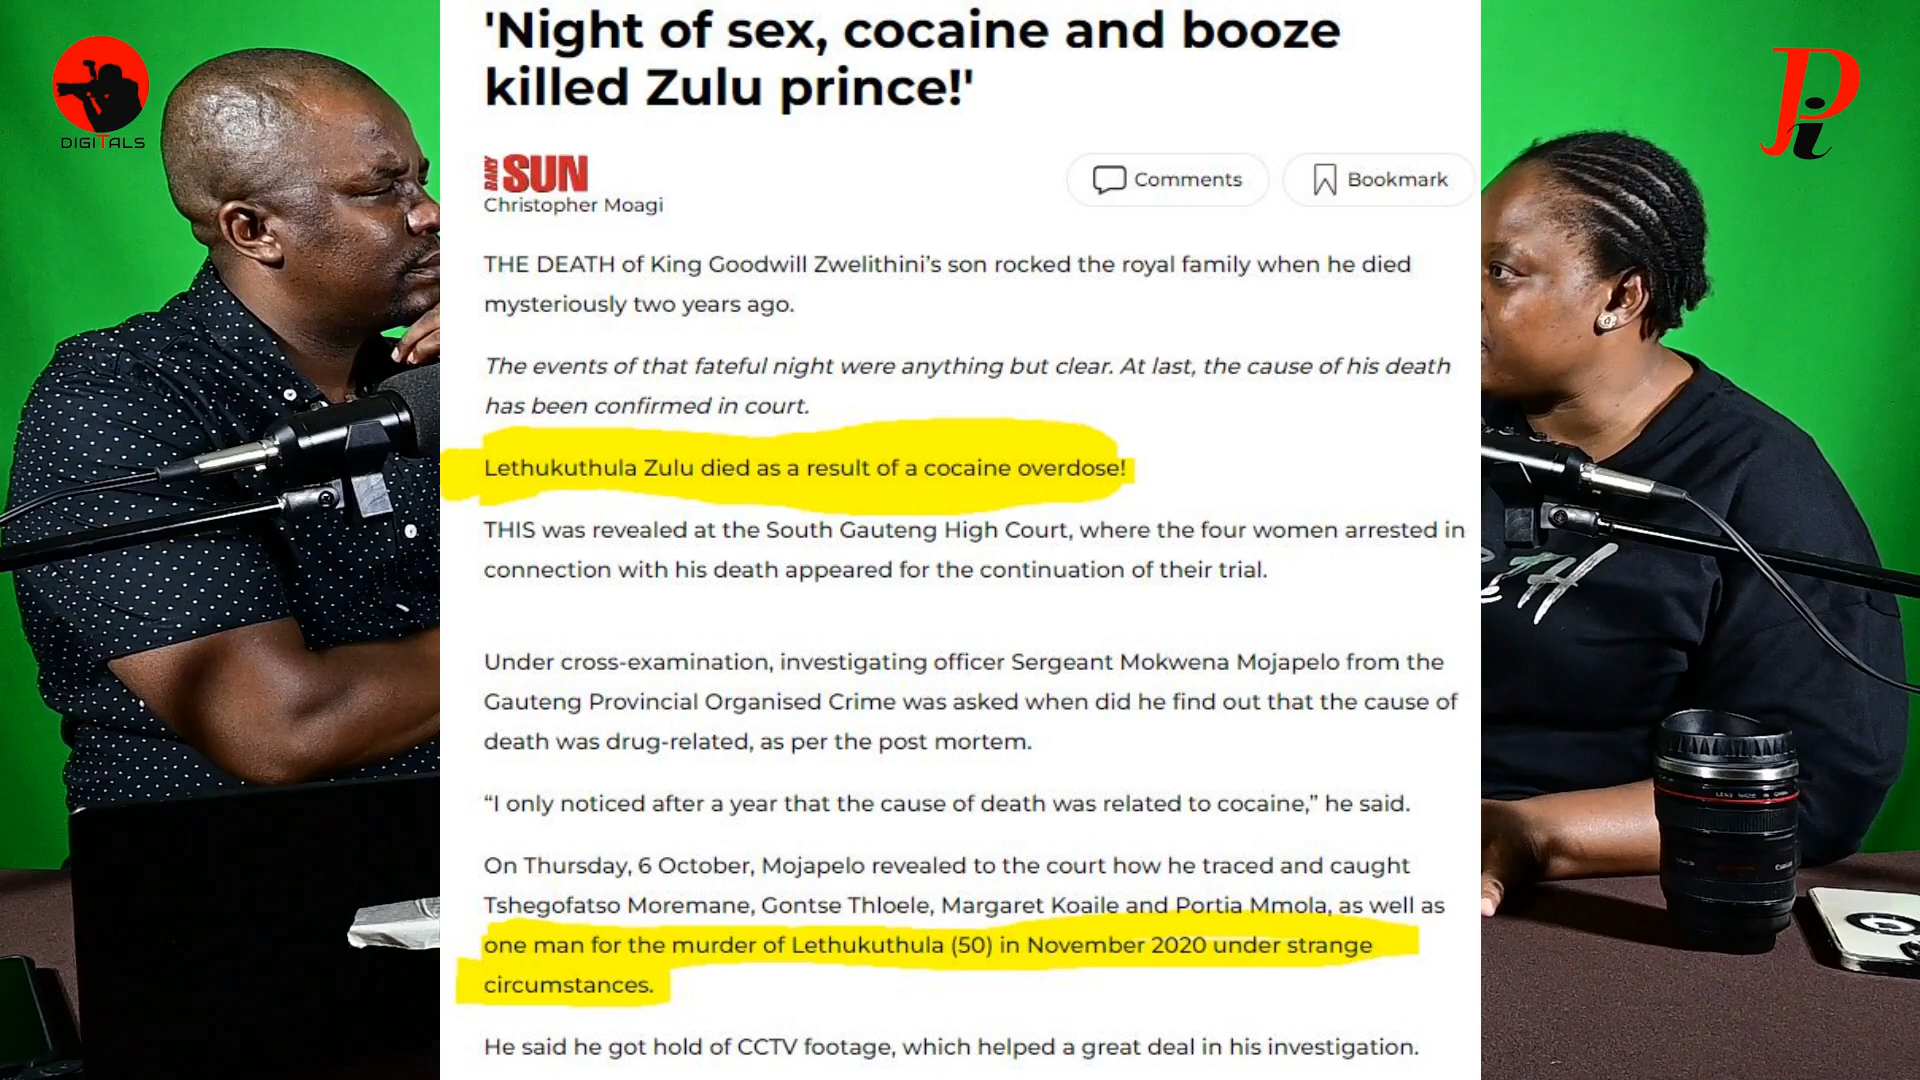 'Night of sex, cocaine and booze
killed Zulu prince!'
DAILY SUN
Christopher Moagi
Comments
Bookmark
DIGITALS
Pi
THE DEATH of King Goodwill Zwelithini’s son rocked the royal family when he died
mysteriously two years ago.
The events of that fateful night were anything but clear. At last, the cause of his death
has been confirmed in court.
Lethukuthula Zulu died as a result of a cocaine overdose!
THIS was revealed at the South Gauteng High Court, where the four women arrested in
connection with his death appeared for the continuation of their trial.
Under cross-examination, investigating officer Sergeant Mokwena Mojapelo from the
Gauteng Provincial Organised Crime was asked when did he find out that the cause of
death was drug-related, as per the post mortem.
“I only noticed after a year that the cause of death was related to cocaine,” he said.
On Thursday, 6 October, Mojapelo revealed to the court how he traced and caught
Tshegofatso Moremane, Gontse Thloele, Margaret Koaile and Portia Mmola, as well as
one man for the murder of Lethukuthula (50) in November 2020 under strange
circumstances.
He said he got hold of CCTV footage, which helped a great deal in his investigation.